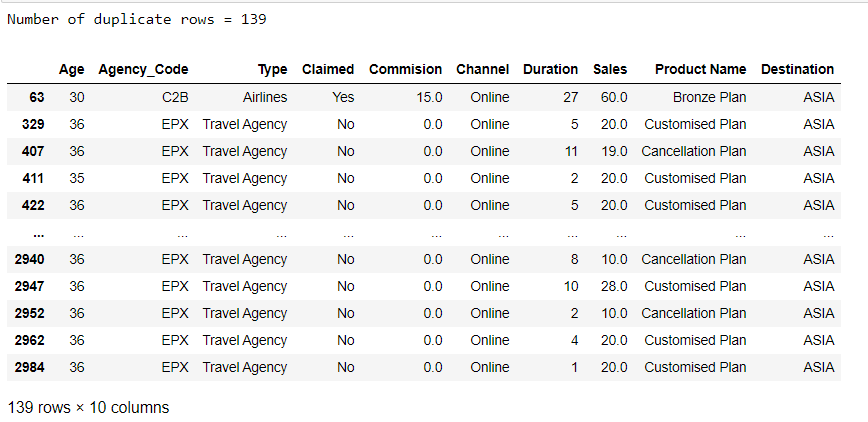 Number of duplicate rows = 139
Age Agency_Code Type Claimed Commision Channel Duration Sales Product Name Destination
63 30 C2B Airlines Yes 15.0 Online 27 60.0 Bronze Plan ASIA
329 36 EPX Travel Agency No 0.0 Online 5 20.0 Customised Plan ASIA
407 36 EPX Travel Agency No 0.0 Online 11 19.0 Cancellation Plan ASIA
411 35 EPX Travel Agency No 0.0 Online 2 20.0 Customised Plan ASIA
422 36 EPX Travel Agency No 0.0 Online 5 20.0 Customised Plan ASIA
... ... ... ... ... ... ... ... ... ... ...
2940 36 EPX Travel Agency No 0.0 Online 8 10.0 Cancellation Plan ASIA
2947 36 EPX Travel Agency No 0.0 Online 10 28.0 Customised Plan ASIA
2952 36 EPX Travel Agency No 0.0 Online 2 10.0 Cancellation Plan ASIA
2962 36 EPX Travel Agency No 0.0 Online 4 20.0 Customised Plan ASIA
2984 36 EPX Travel Agency No 0.0 Online 1 20.0 Customised Plan ASIA
139 rows × 10 columns